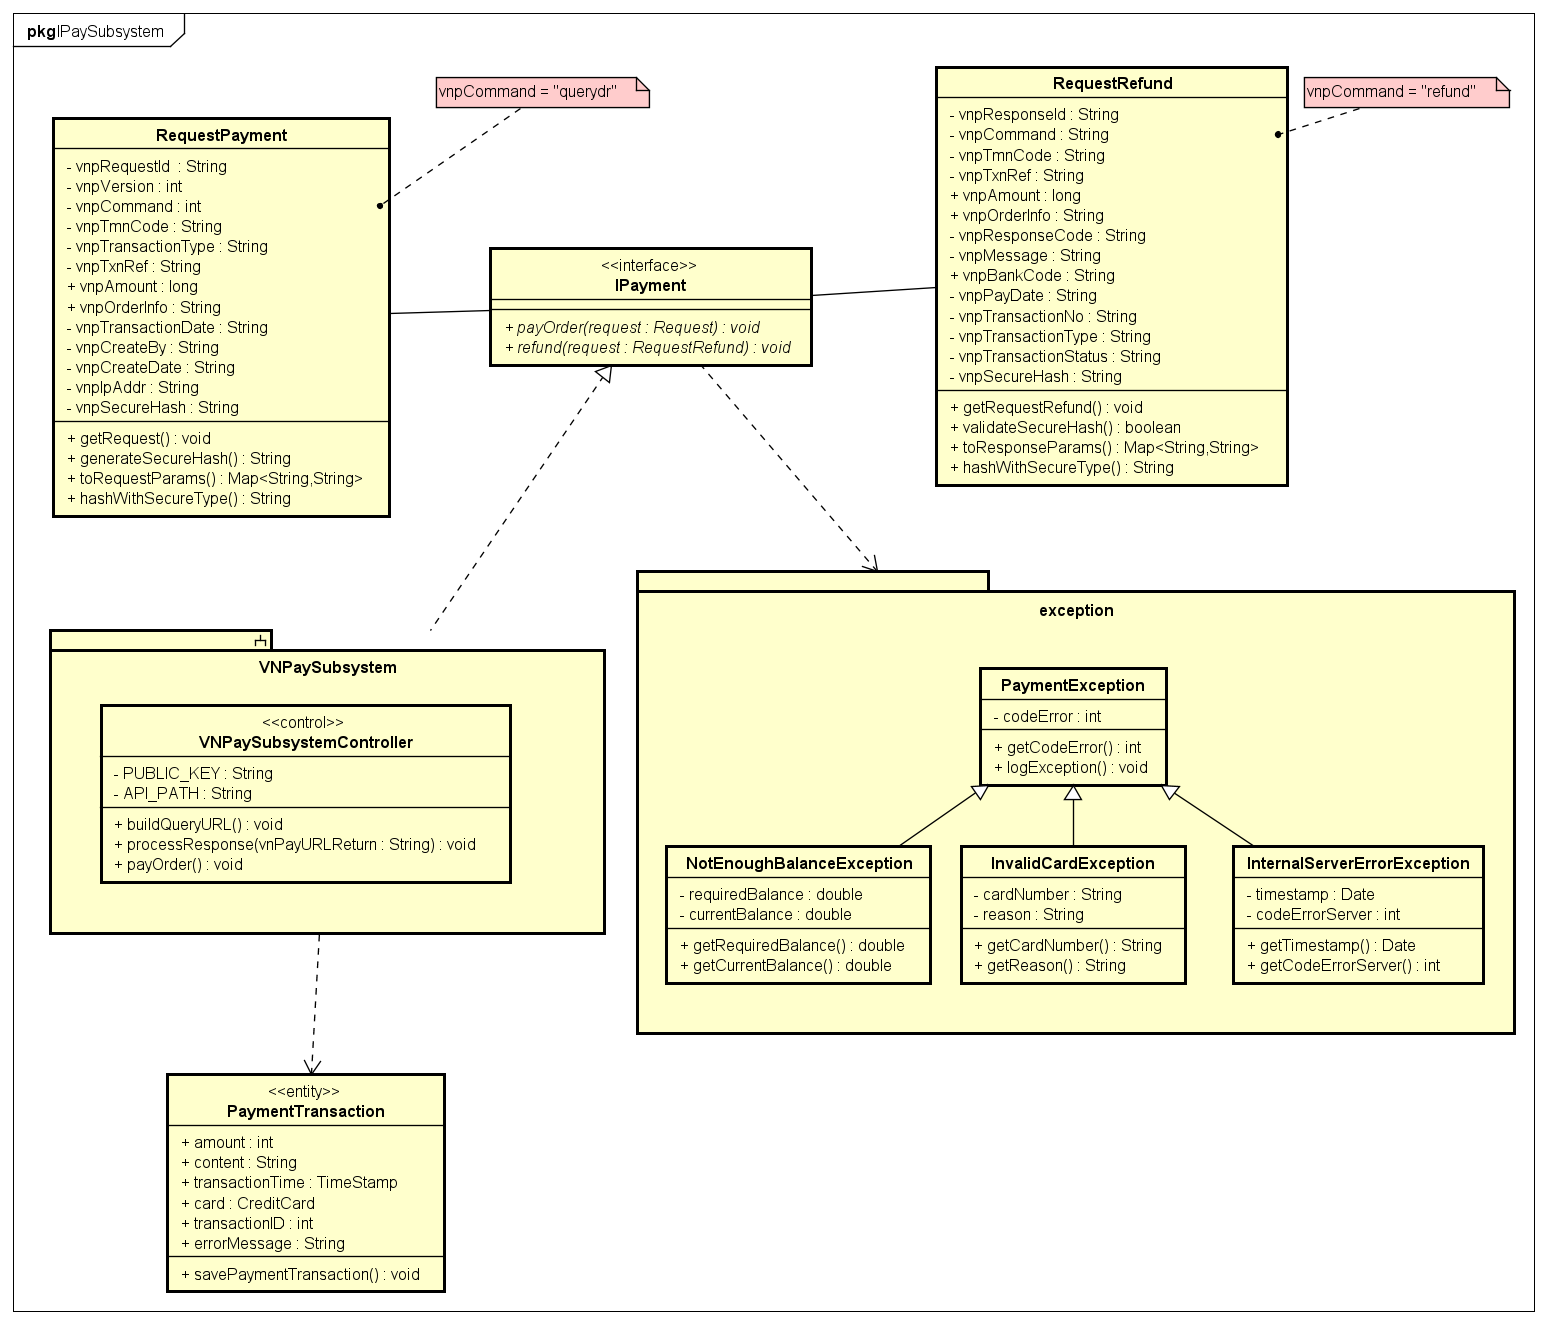 pkgIPaySubsystem
vnpCommand = "querydr"
RequestPayment
- vnpRequestId : String
- vnpVersion : int
- vnpCommand : int
- vnpTmnCode : String
- vnpTransactionType : String
- vnpTxnRef : String
+ vnpAmount : long
+ vnpOrderInfo : String
- vnpTransactionDate : String
- vnpCreateBy : String
- vnpCreateDate : String
- vnpIpAddr : String
- vnpSecureHash : String
+ getRequest() : void
+ generateSecureHash() : String
+ toRequestParams() : Map<String,String>
+ hashWithSecureType() : String
<<interface>>
IPayment
+ payOrder(request : Request) : void
+ refund(request : RequestRefund) : void
RequestRefund
- vnpResponseId : String
- vnpCommand : String
- vnpTmnCode : String
- vnpTxnRef : String
+ vnpAmount : long
+ vnpOrderInfo : String
- vnpResponseCode : String
- vnpMessage : String
+ vnpBankCode : String
- vnpPayDate : String
- vnpTransactionNo : String
- vnpTransactionType : String
- vnpTransactionStatus : String
- vnpSecureHash : String
+ getRequestRefund() : void
+ validateSecureHash() : boolean
+ toResponseParams() : Map<String,String>
+ hashWithSecureType() : String
vnpCommand = "refund"
VNPaySubsystem
<<control>>
VNPaySubsystemController
- PUBLIC_KEY : String
- API_PATH : String
+ buildQueryURL() : void
+ processResponse(vnPayURLReturn : String) : void
+ payOrder() : void
exception
PaymentException
- codeError : int
+ getCodeError() : int
+ logException() : void
NotEnoughBalanceException
- requiredBalance : double
- currentBalance : double
+ getRequiredBalance() : double
+ getCurrentBalance() : double
InvalidCardException
- cardNumber : String
- reason : String
+ getCardNumber() : String
+ getReason() : String
InternalServerErrorException
- timestamp : Date
- codeErrorServer : int
+ getTimestamp() : Date
+ getCodeErrorServer() : int
<<entity>>
PaymentTransaction
+ amount : int
+ content : String
+ transactionTime : TimeStamp
+ card : CreditCard
+ transactionID : int
+ errorMessage : String
+ savePaymentTransaction() : void